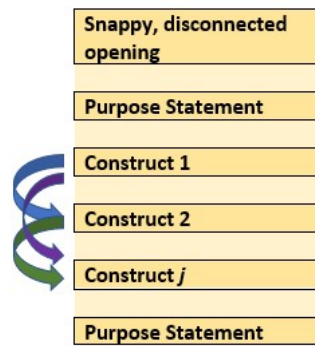 Snappy, disconnected
opening
Purpose Statement
Construct 1
Construct 2
Construct j
Purpose Statement